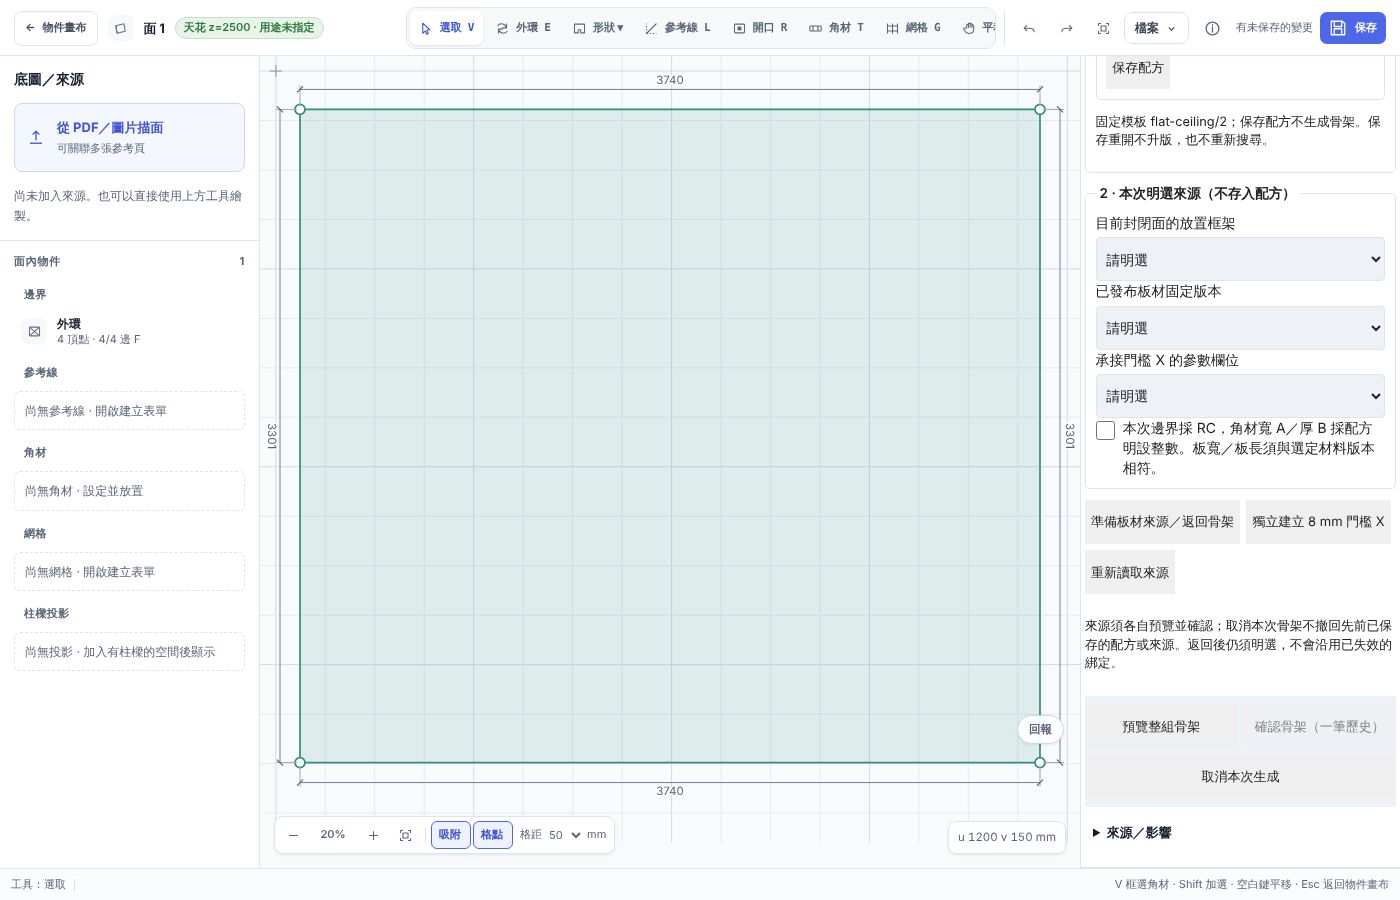 物件畫布
面 1
天花 z=2500 · 用途未指定
選取 V
外環 E
形狀▾
參考線 L
開口 R
角材 T
網格 G
檔案
有未保存的變更
保存
底圖／來源
從 PDF／圖片描面
可關聯多張參考頁
尚未加入來源。也可以直接使用上方工具繪
製。
面內物件 1
邊界
外環
4 頂點 · 4/4 邊 F
參考線
尚無參考線 · 開啟建立表單
角材
尚無角材 · 設定並放置
網格
尚無網格 · 開啟建立表單
柱樑投影
尚無投影 · 加入有柱樑的空間後顯示
3740
3301
3301
3740
回報
20%
吸附
格點
格距 50 mm
u 1200 v 150 mm
保存配方
固定模板 flat-ceiling/2；保存配方不生成骨架。保
存重開不升版，也不重新搜尋。
2 · 本次明選來源（不存入配方）
目前封閉面的放置框架
請明選
已發布板材固定版本
請明選
承接門檻 X 的參數欄位
請明選
本次邊界採 RC，角材寬 A／厚 B 採配方
明設整數。板寬／板長須與選定材料版本
相符。
準備板材來源／返回骨架
獨立建立 8 mm 門檻 X
重新讀取來源
來源須各自預覽並確認；取消本次骨架不撤回先前已保
存的配方或來源。返回後仍須明選，不會沿用已失效的
綁定。
預覽整組骨架
確認骨架（一筆歷史）
取消本次生成
▶ 來源／影響
工具：選取
V 框選角材 · Shift 加選 · 空白鍵平移 · Esc 返回物件畫布